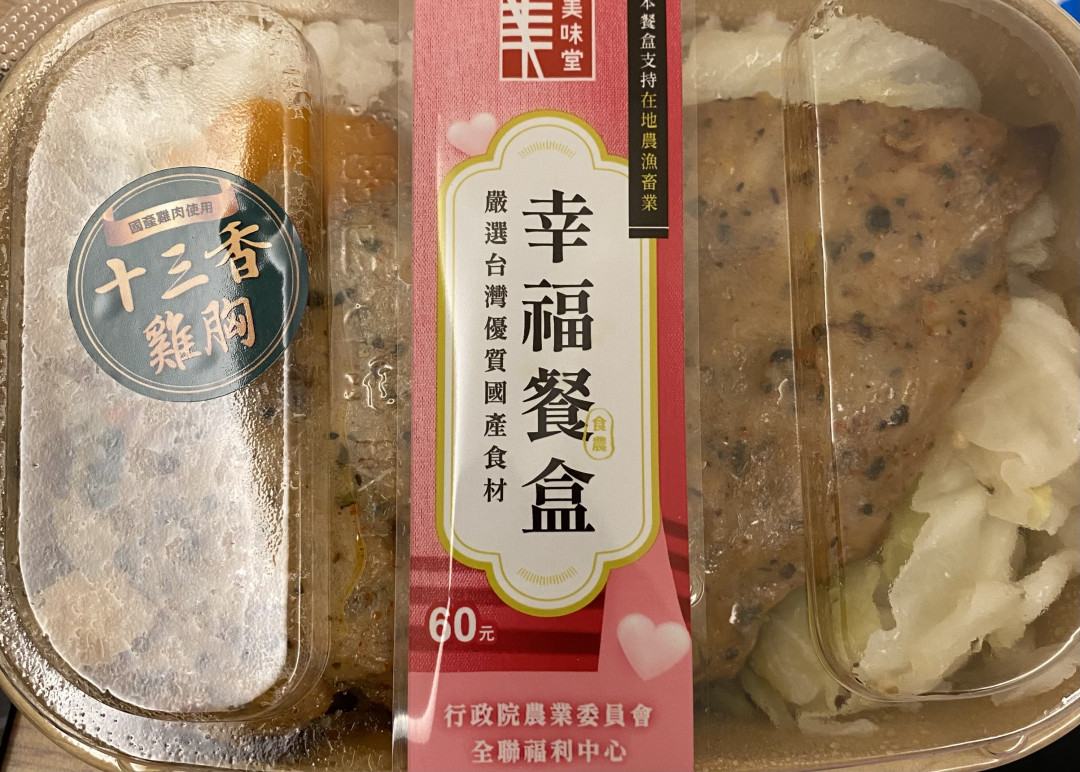 美味堂
本餐盒支持在地農漁畜業
幸福餐盒
食農
嚴選台灣優質國產食材
國產雞肉使用
十三香
雞胸
60元
行政院農業委員會
全聯福利中心